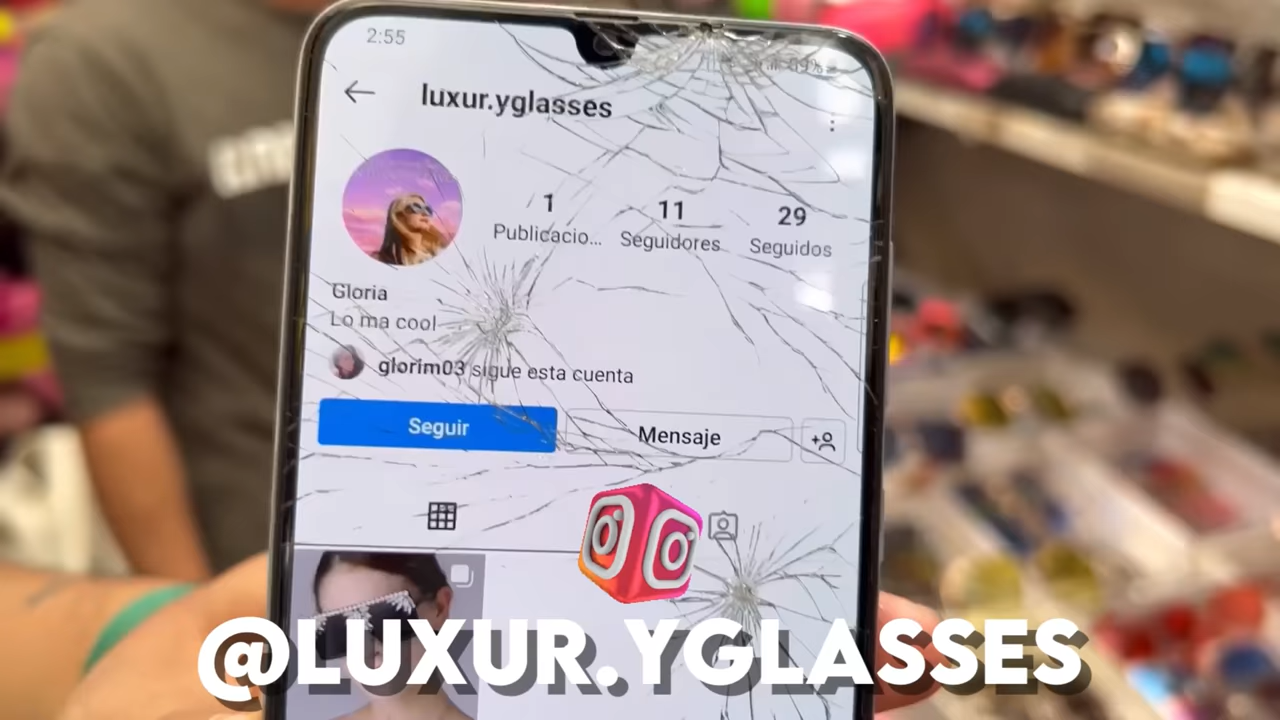 2:55
luxur.yglasses
1 11 29
Publicacio... Seguidores Seguidos
Gloria
Lo ma cool
glorim03 sigue esta cuenta
Seguir Mensaje
@LUXUR.YGLASSES